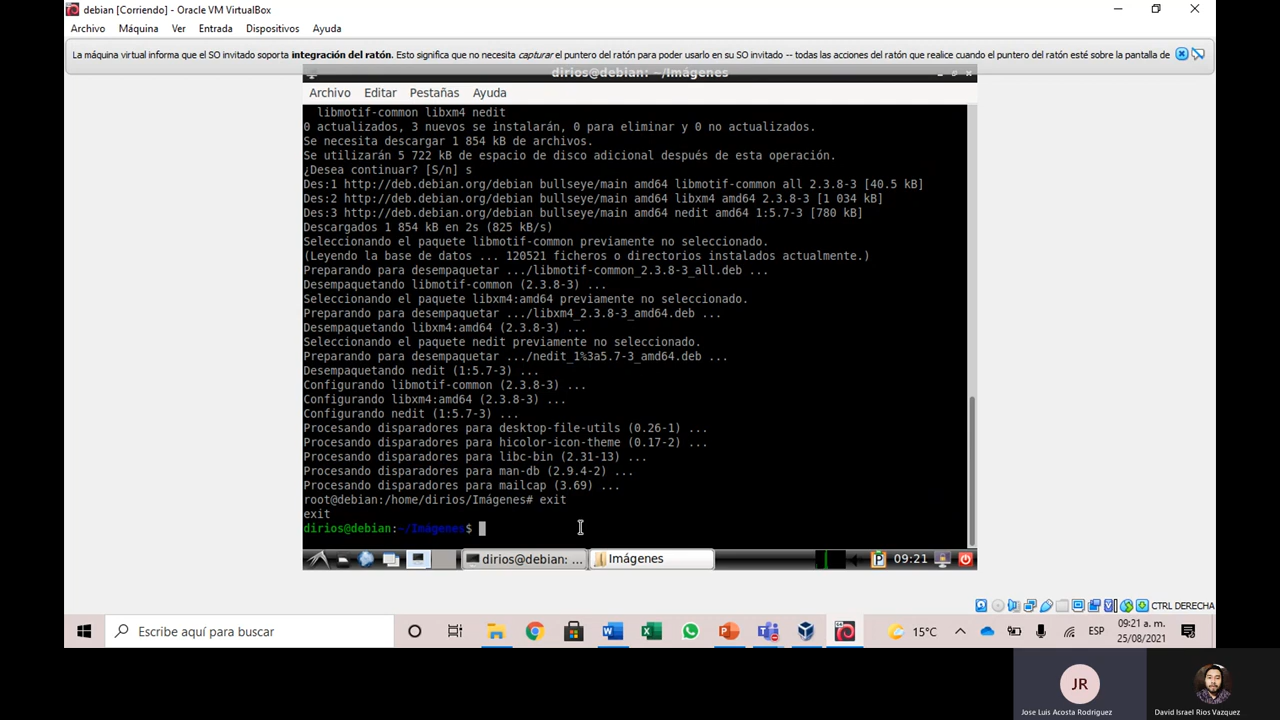 debian [Corriendo] - Oracle VM VirtualBox
Archivo Máquina Ver Entrada Dispositivos Ayuda
La máquina virtual informa que el SO invitado soporta integración del ratón. Esto significa que no necesita capturar el puntero del ratón para poder usarlo en su SO invitado -- todas las acciones del ratón que realice cuando el puntero del ratón esté sobre la pantalla de
dirios@debian: ~/Imágenes
Archivo Editar Pestañas Ayuda
libmotif-common libxm4 nedit
0 actualizados, 3 nuevos se instalarán, 0 para eliminar y 0 no actualizados.
Se necesita descargar 1 854 kB de archivos.
Se utilizarán 5 722 kB de espacio de disco adicional después de esta operación.
¿Desea continuar? [S/n] s
Des:1 http://deb.debian.org/debian bullseye/main amd64 libmotif-common all 2.3.8-3 [40.5 kB]
Des:2 http://deb.debian.org/debian bullseye/main amd64 libxm4 amd64 2.3.8-3 [1 034 kB]
Des:3 http://deb.debian.org/debian bullseye/main amd64 nedit amd64 1:5.7-3 [780 kB]
Descargados 1 854 kB en 2s (825 kB/s)
Seleccionando el paquete libmotif-common previamente no seleccionado.
(Leyendo la base de datos ... 120521 ficheros o directorios instalados actualmente.)
Preparando para desempaquetar .../libmotif-common_2.3.8-3_all.deb ...
Desempaquetando libmotif-common (2.3.8-3) ...
Seleccionando el paquete libxm4:amd64 previamente no seleccionado.
Preparando para desempaquetar .../libxm4_2.3.8-3_amd64.deb ...
Desempaquetando libxm4:amd64 (2.3.8-3) ...
Seleccionando el paquete nedit previamente no seleccionado.
Preparando para desempaquetar .../nedit_1%3a5.7-3_amd64.deb ...
Desempaquetando nedit (1:5.7-3) ...
Configurando libmotif-common (2.3.8-3) ...
Configurando libxm4:amd64 (2.3.8-3) ...
Configurando nedit (1:5.7-3) ...
Procesando disparadores para desktop-file-utils (0.26-1) ...
Procesando disparadores para hicolor-icon-theme (0.17-2) ...
Procesando disparadores para libc-bin (2.31-13) ...
Procesando disparadores para man-db (2.9.4-2) ...
Procesando disparadores para mailcap (3.69) ...
root@debian:/home/dirios/Imágenes# exit
exit
dirios@debian:~/Imágenes$
dirios@debian: ... Imágenes 09:21
CTRL DERECHA
Escribe aquí para buscar 15°C ESP 09:21 a. m.
25/08/2021
JR
Jose Luis Acosta Rodriguez David Israel Rios Vazquez